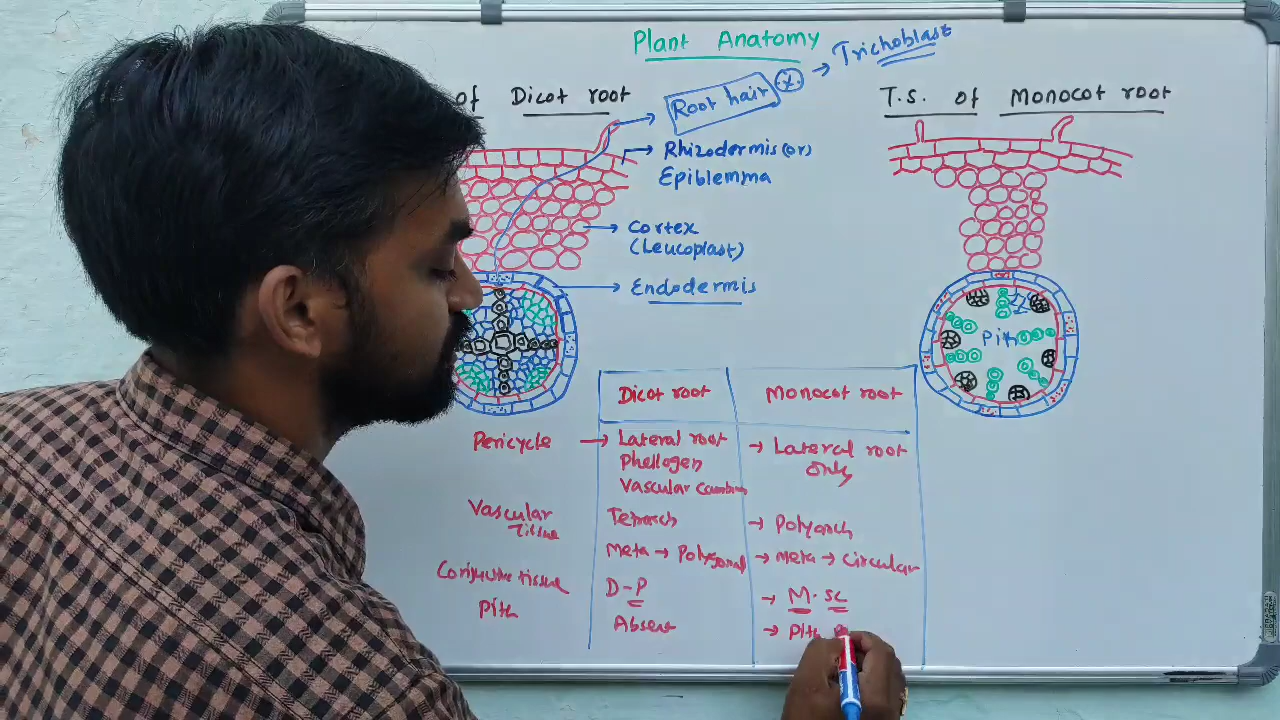 Plant Anatomy
of Dicot root
Root hair → Trichoblast
Rhizodermis (or)
Epiblemma
Cortex
(Leucoplast)
Endodermis
T.S. of Monocot root
Pith
Dicot root
Monocot root
Pericycle → Lateral root
Phellogen
Vascular
→ Lateral root
only
Vascular
Tissue
Tetrarch
→ Polyarch
Meta → Polygonal
→ Meta → Circular
tissue
D-P
→ M. SC
Pith
Absent
→ Pith